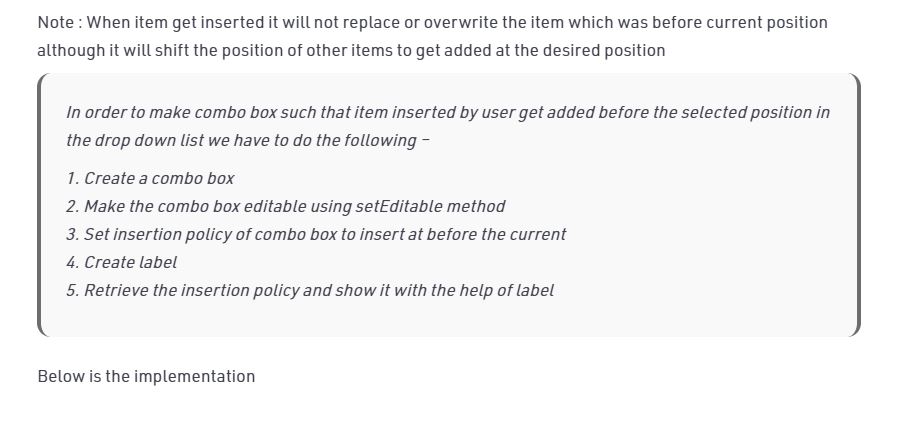 Note : When item get inserted it will not replace or overwrite the item which was before current position
although it will shift the position of other items to get added at the desired position
In order to make combo box such that item inserted by user get added before the selected position in
the drop down list we have to do the following –
1. Create a combo box
2. Make the combo box editable using setEditable method
3. Set insertion policy of combo box to insert at before the current
4. Create label
5. Retrieve the insertion policy and show it with the help of label
Below is the implementation